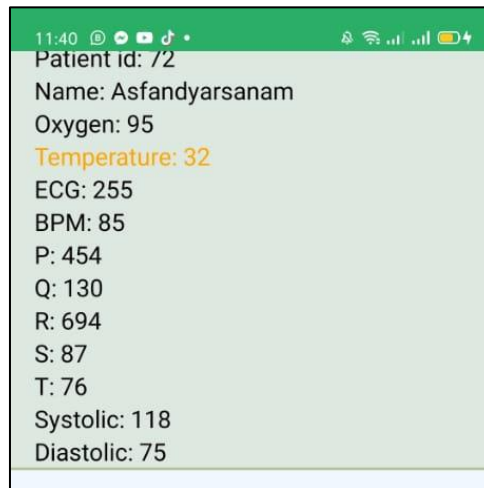 11:40
Patient id: 72
Name: Asfandyarsanam
Oxygen: 95
Temperature: 32
ECG: 255
BPM: 85
P: 454
Q: 130
R: 694
S: 87
T: 76
Systolic: 118
Diastolic: 75